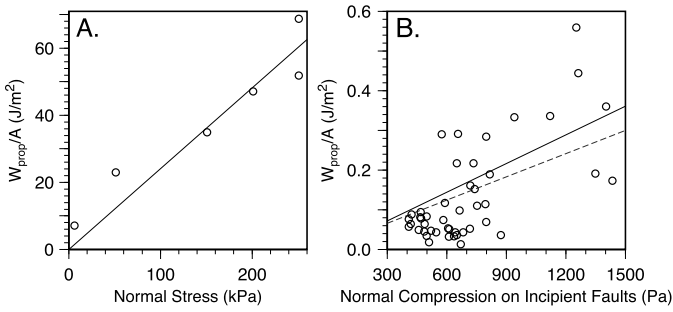 A.
W_prop/A (J/m²)
60
40
20
0
0 100 200
Normal Stress (kPa)
B.
W_prop/A (J/m²)
0.6
0.4
0.2
0.0
300 600 900 1200 1500
Normal Compression on Incipient Faults (Pa)